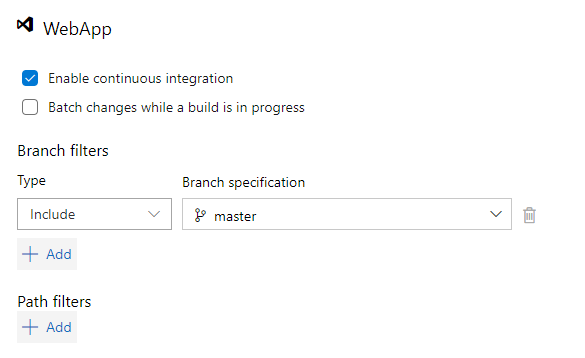 WebApp
Enable continuous integration
Batch changes while a build is in progress
Branch filters
Type
Branch specification
Include
master
Add
Path filters
Add